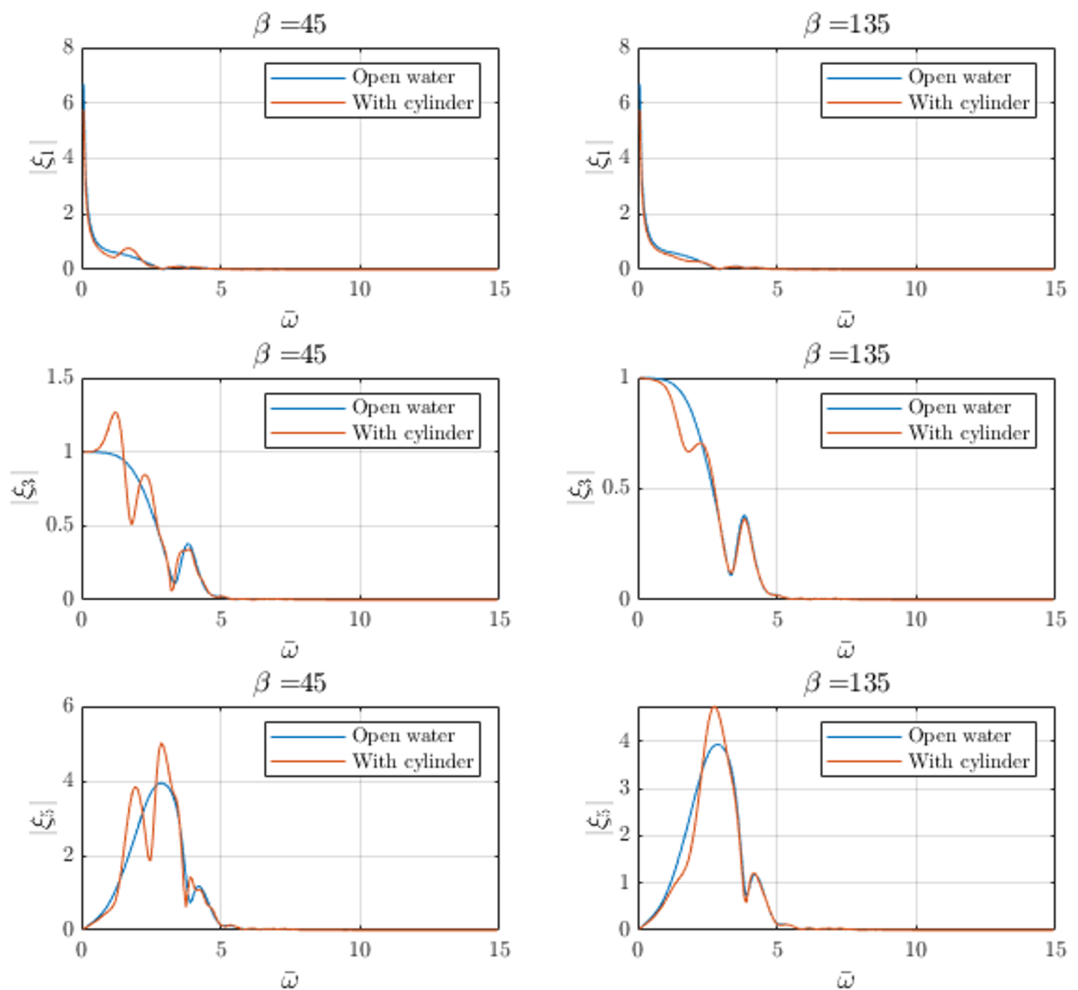 β =45
8
6
4
2
0
|ξ₁|
Open water
With cylinder
0 5 10 15
ω̄
β =135
8
6
4
2
0
|ξ₁|
Open water
With cylinder
0 5 10 15
ω̄
β =45
1.5
1
0.5
0
|ξ₃|
Open water
With cylinder
0 5 10 15
ω̄
β =135
1
0.5
0
|ξ₃|
Open water
With cylinder
0 5 10 15
ω̄
β =45
6
4
2
0
|ξ₅|
Open water
With cylinder
0 5 10 15
ω̄
β =135
4
3
2
1
0
|ξ₅|
Open water
With cylinder
0 5 10 15
ω̄